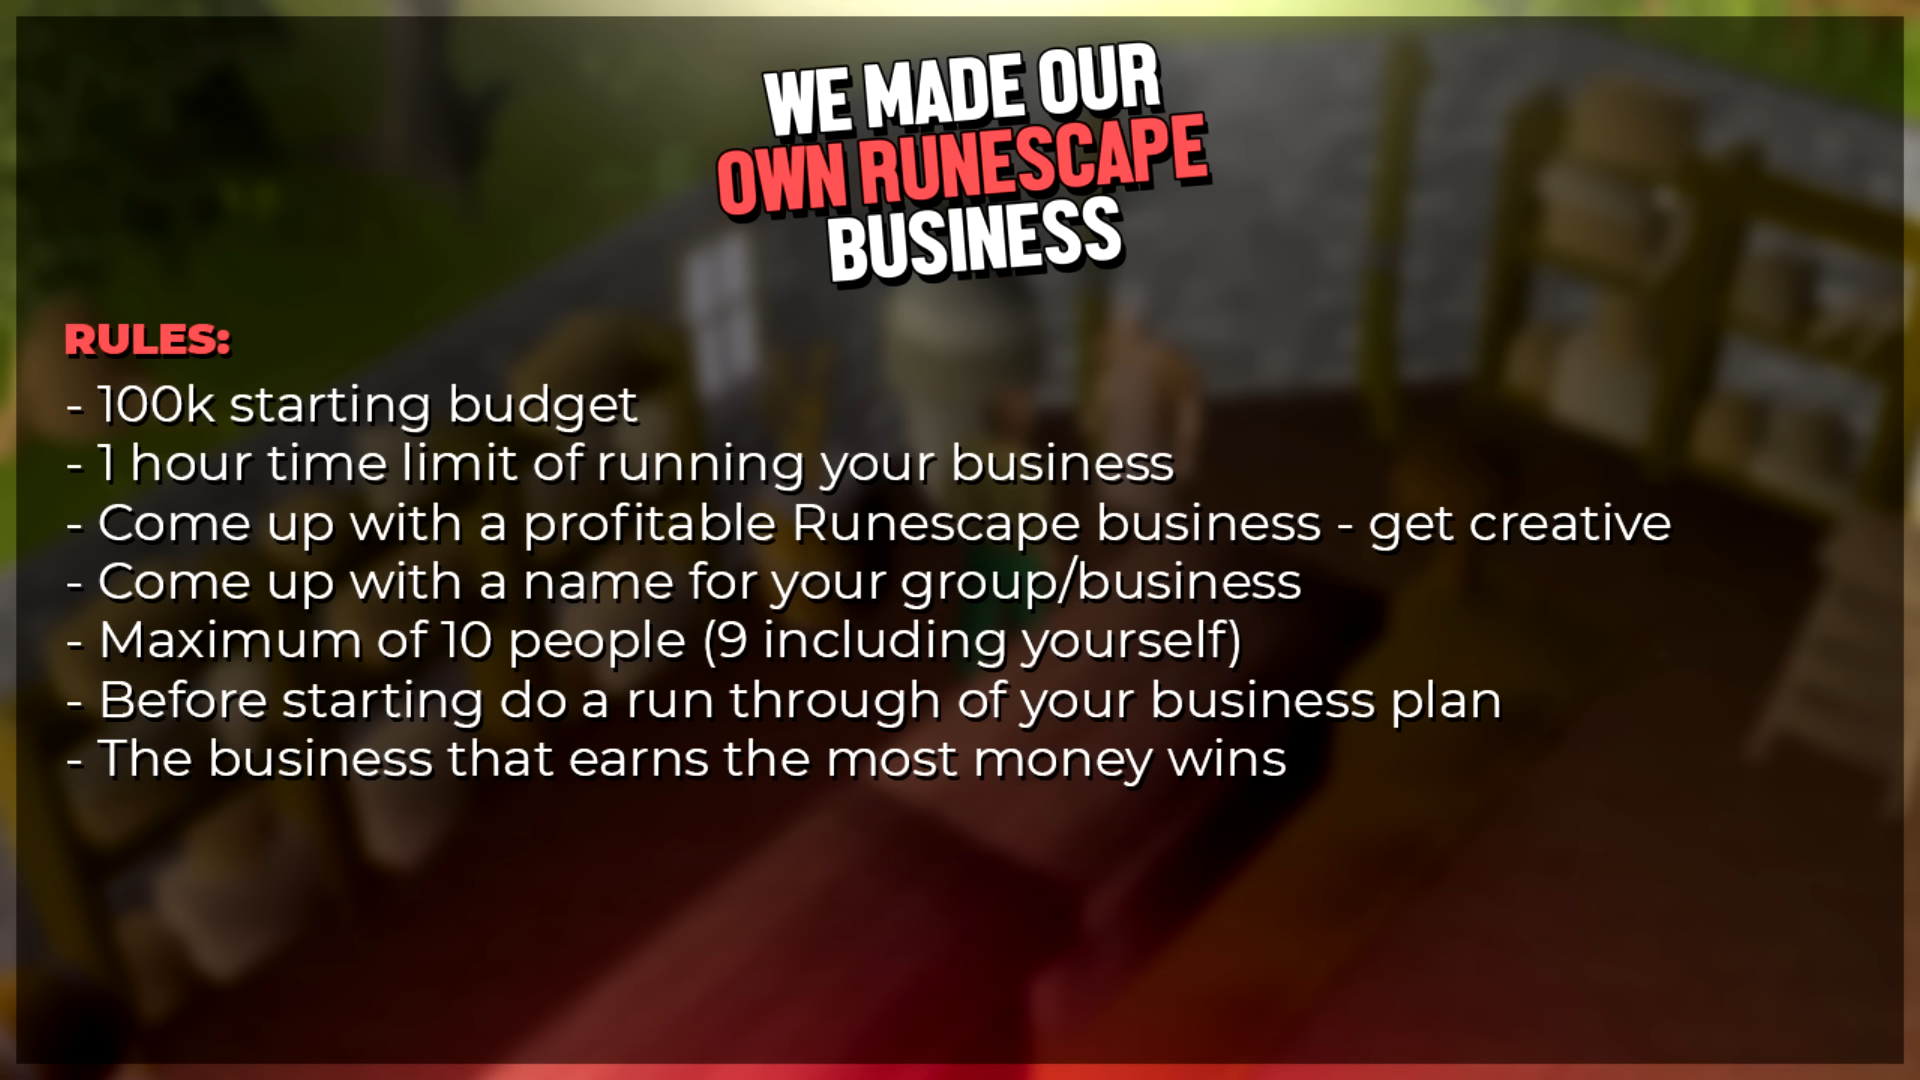 WE MADE OUR
OWN RUNESCAPE
BUSINESS
RULES:
- 100k starting budget
- 1 hour time limit of running your business
- Come up with a profitable Runescape business - get creative
- Come up with a name for your group/business
- Maximum of 10 people (9 including yourself)
- Before starting do a run through of your business plan
- The business that earns the most money wins